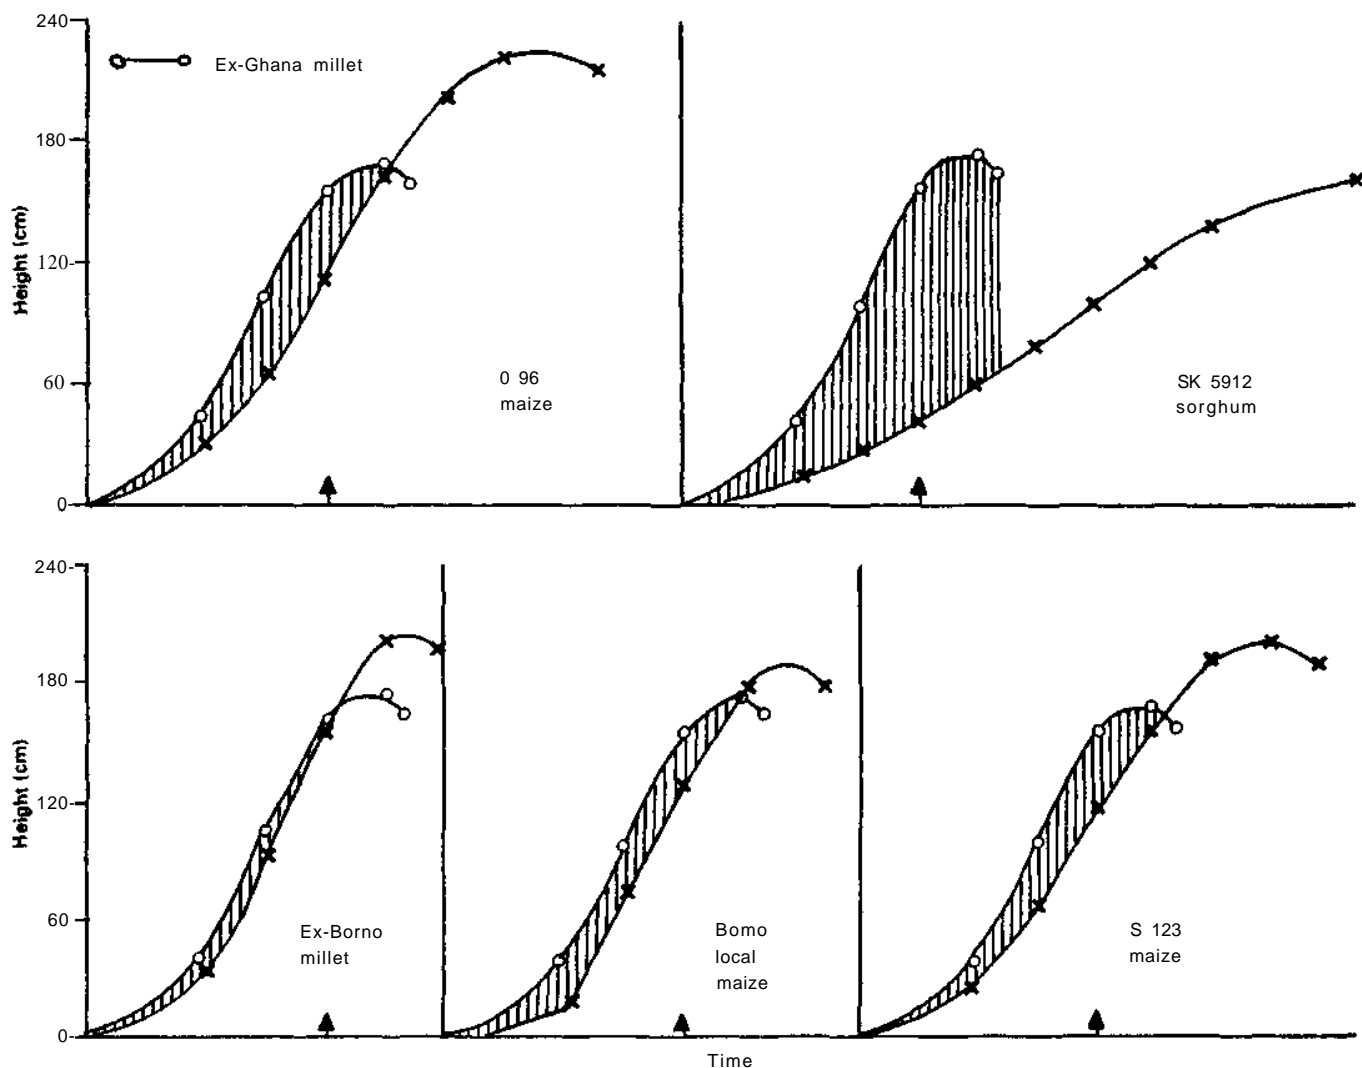 240
Ex-Ghana millet
180
120
Height (cm)
60
0
0 96
maize
SK 5912
sorghum
240
180
120
Height (cm)
60
0
Ex-Borno
millet
Bomo
local
maize
S 123
maize
Time